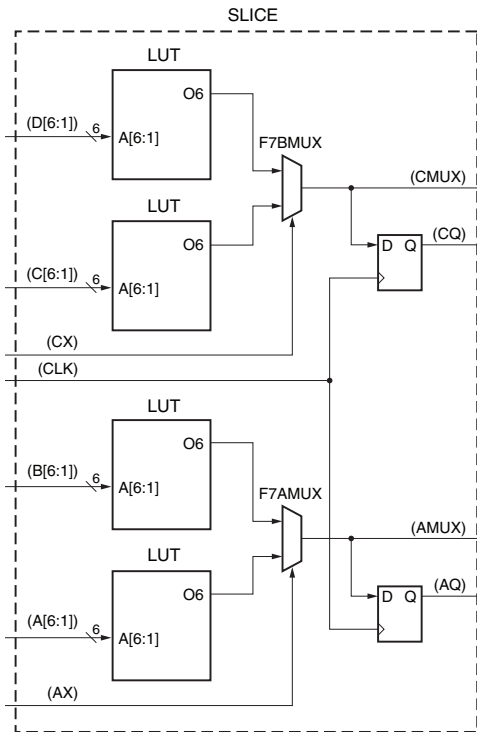 SLICE
LUT
O6
(D[6:1])
6
A[6:1]
F7BMUX
(CMUX)
LUT
O6
D Q
(CQ)
(C[6:1])
6
A[6:1]
(CX)
(CLK)
LUT
O6
(B[6:1])
6
A[6:1]
F7AMUX
(AMUX)
LUT
O6
D Q
(AQ)
(A[6:1])
6
A[6:1]
(AX)